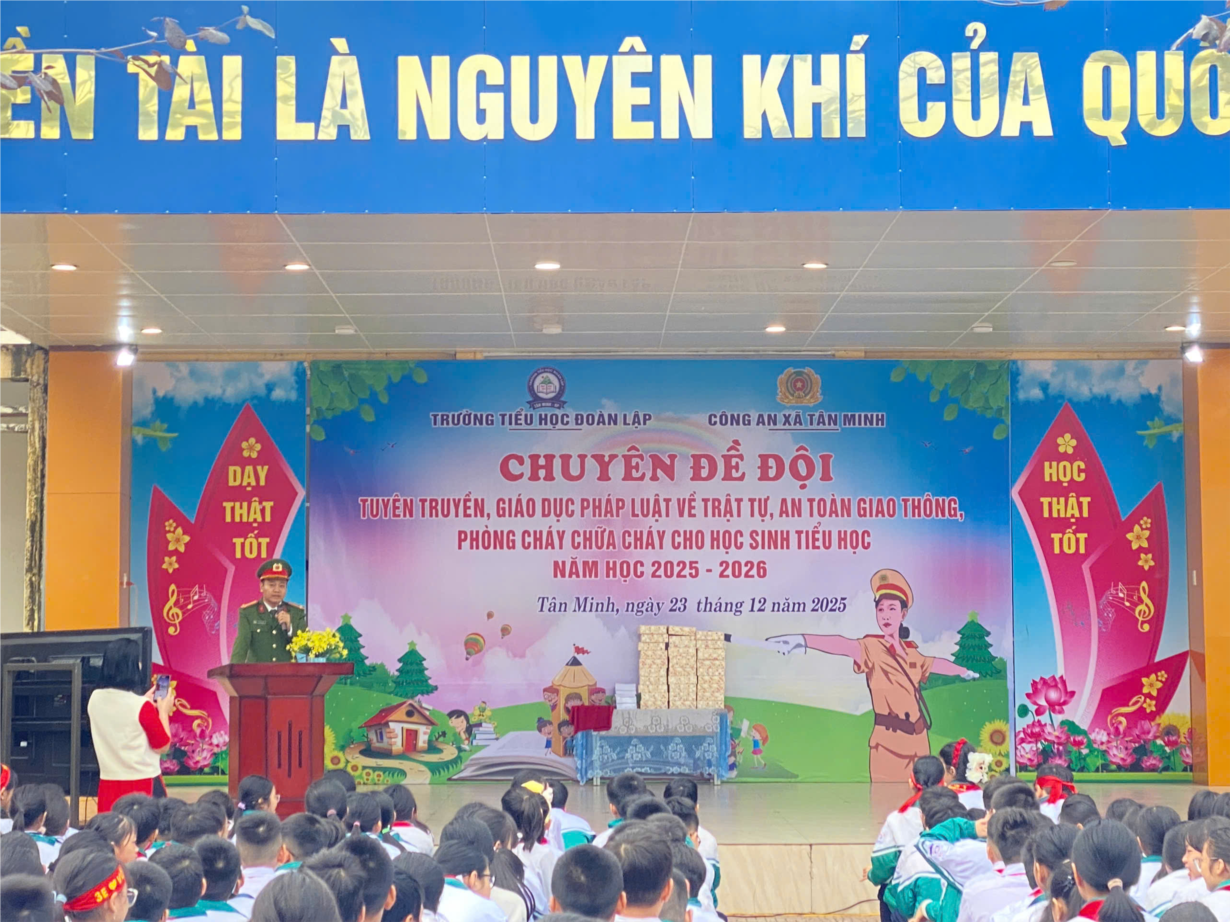 ỀN TÀI LÀ NGUYÊN KHÍ CỦA QUỐ
TRƯỜNG TIỂU HỌC ĐOÀN LẬP
CÔNG AN XÃ TÂN MINH
CHUYÊN ĐỀ ĐỘI
TUYÊN TRUYỀN, GIÁO DỤC PHÁP LUẬT VỀ TRẬT TỰ, AN TOÀN GIAO THÔNG,
PHÒNG CHÁY CHỮA CHÁY CHO HỌC SINH TIỂU HỌC
NĂM HỌC 2025 - 2026
Tân Minh, ngày 23 tháng 12 năm 2025
DẠY
THẬT
TỐT
HỌC
THẬT
TỐT